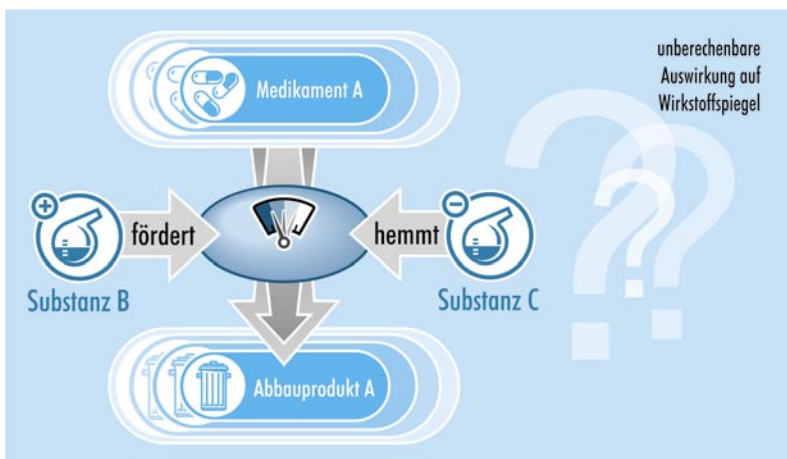 Medikament A
unberechenbare
Auswirkung auf
Wirkstoffspiegel
??
?
fördert
hemmt
Substanz B
Substanz C
Abbauprodukt A